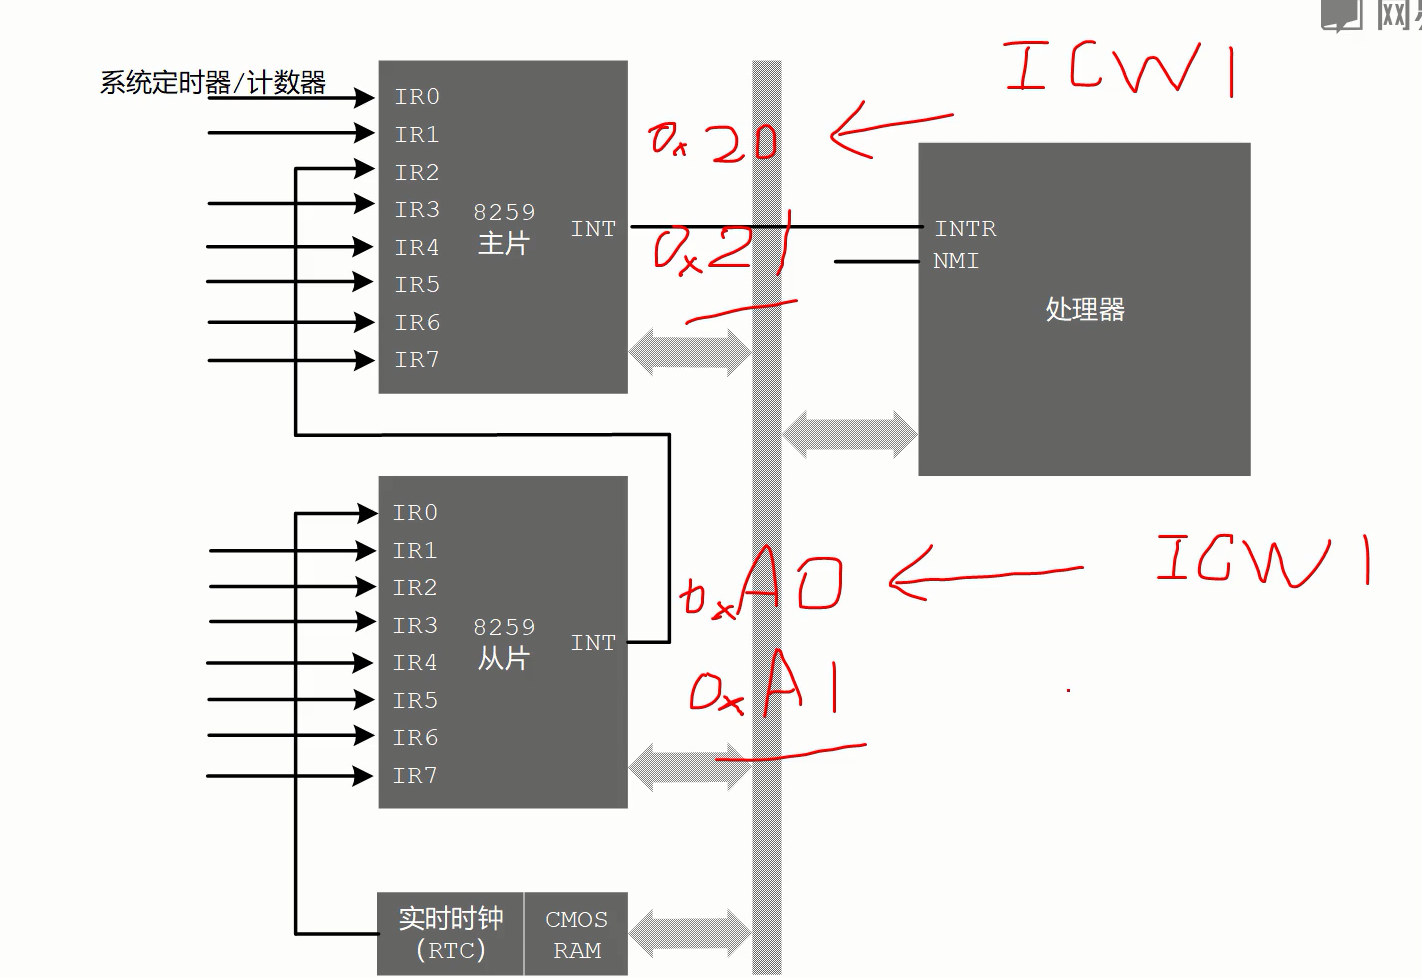 系统定时器/计数器
IR0
IR1
IR2
IR3
IR4
IR5
IR6
IR7
8259
主片
INT
0x20
0x21
ICW1
INTR
NMI
处理器
IR0
IR1
IR2
IR3
IR4
IR5
IR6
IR7
8259
从片
INT
0xA0
0xA1
ICW1
实时时钟
(RTC)
CMOS
RAM